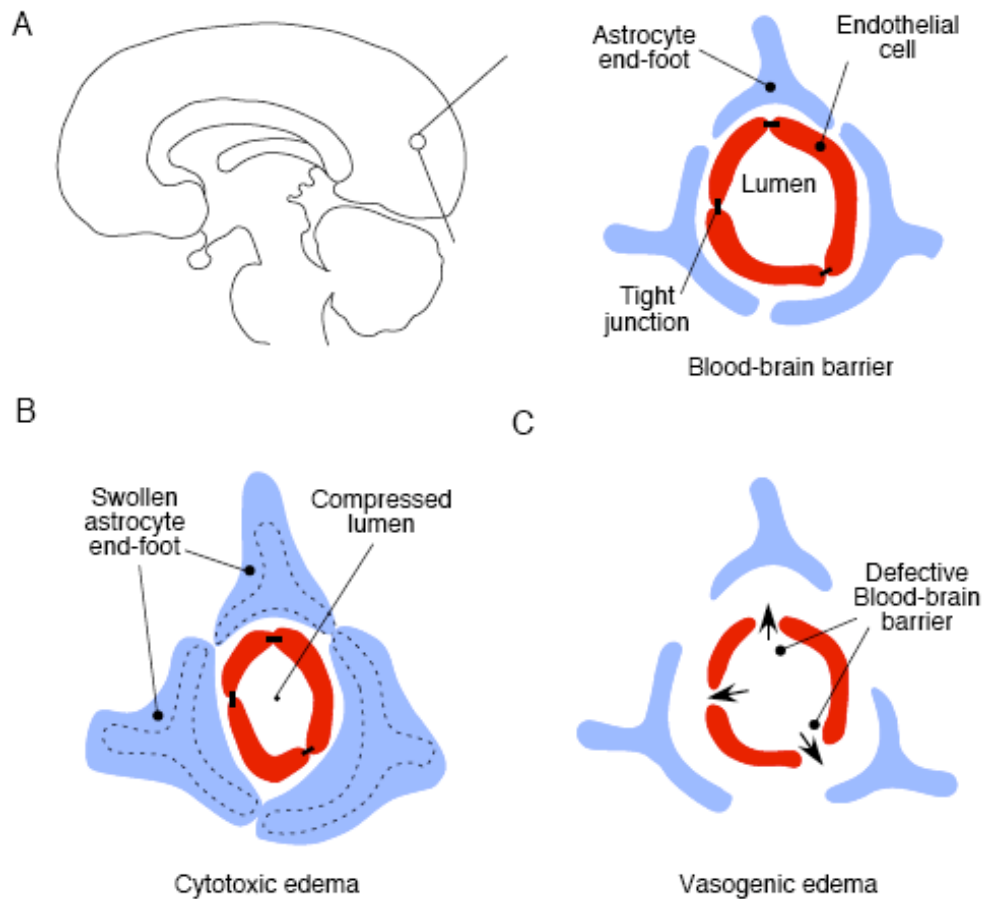 A
Astrocyte
end-foot
Endothelial
cell
Lumen
Tight
junction
Blood-brain barrier
B
Swollen
astrocyte
end-foot
Compressed
lumen
Cytotoxic edema
C
Defective
Blood-brain
barrier
Vasogenic edema